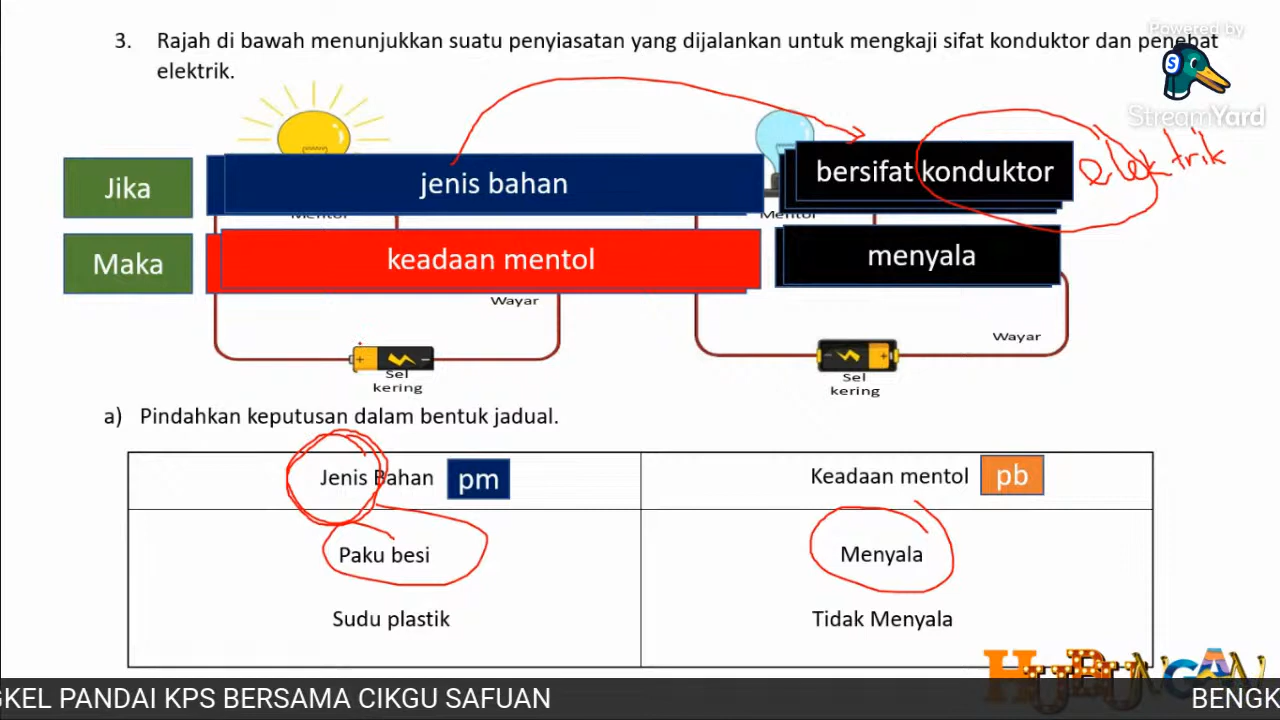 Powered by
StreamYard
3. Rajah di bawah menunjukkan suatu penyiasatan yang dijalankan untuk mengkaji sifat konduktor dan penebat
elektrik.
Jika jenis bahan bersifat konduktor elektrik
Mentol Mentol
Maka keadaan mentol menyala
Wayar Wayar
Sel Sel
kering kering
a) Pindahkan keputusan dalam bentuk jadual.
Jenis Bahan pm Keadaan mentol pb
Paku besi Menyala
Sudu plastik Tidak Menyala
HUBUNGAN
GKEL PANDAI KPS BERSAMA CIKGU SAFUAN BENGK